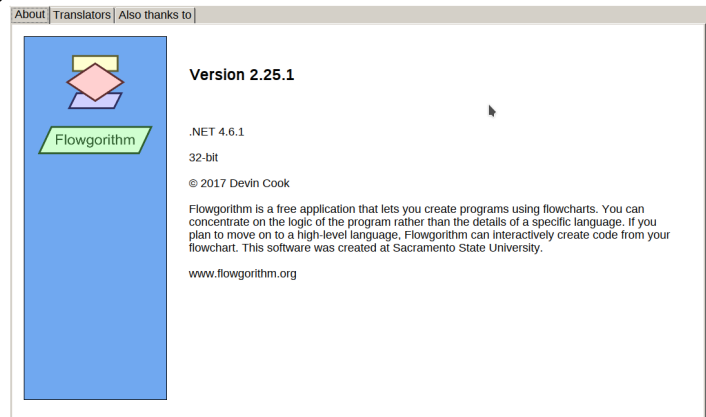 About Translators Also thanks to
Flowgorithm
Version 2.25.1
.NET 4.6.1
32-bit
© 2017 Devin Cook
Flowgorithm is a free application that lets you create programs using flowcharts. You can
concentrate on the logic of the program rather than the details of a specific language. If you
plan to move on to a high-level language, Flowgorithm can interactively create code from your
flowchart. This software was created at Sacramento State University.
www.flowgorithm.org